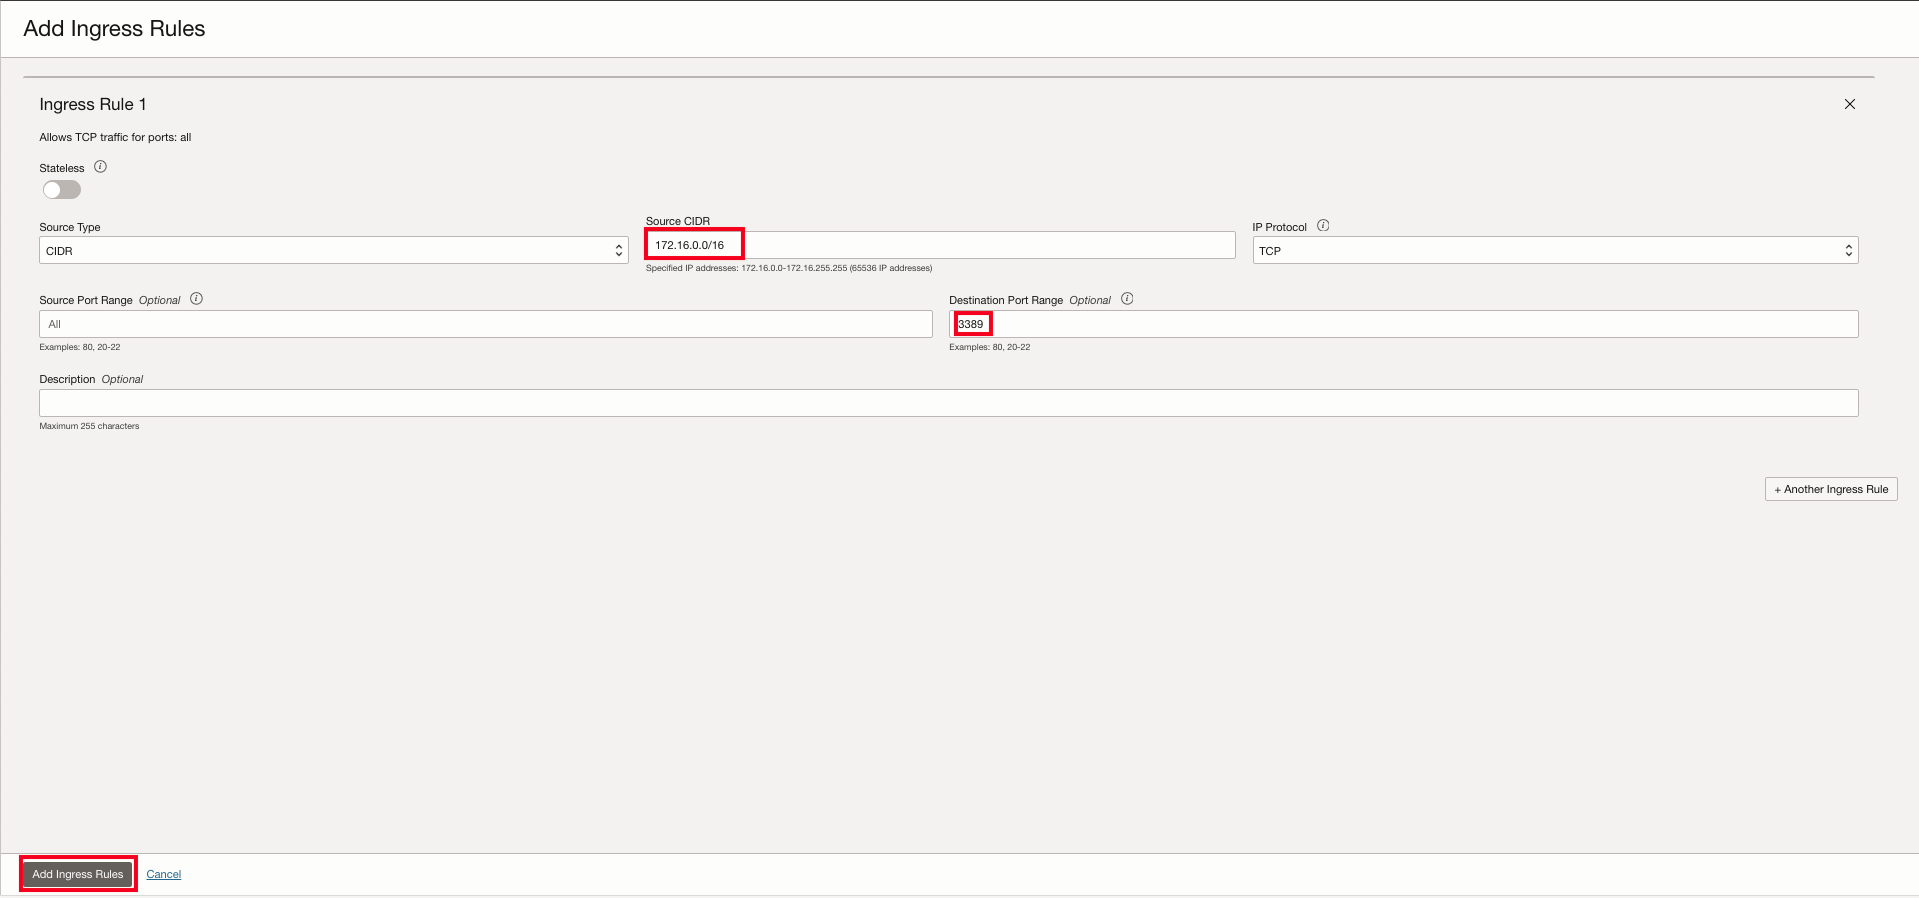 Add Ingress Rules
Ingress Rule 1
Allows TCP traffic for ports: all
Stateless
Source Type
CIDR
Source CIDR
172.16.0.0/16
Specified IP addresses: 172.16.0.0-172.16.255.255 (65536 IP addresses)
IP Protocol
TCP
Source Port Range Optional
All
Examples: 80, 20-22
Destination Port Range Optional
3389
Examples: 80, 20-22
Description Optional
Maximum 255 characters
+ Another Ingress Rule
Add Ingress Rules
Cancel